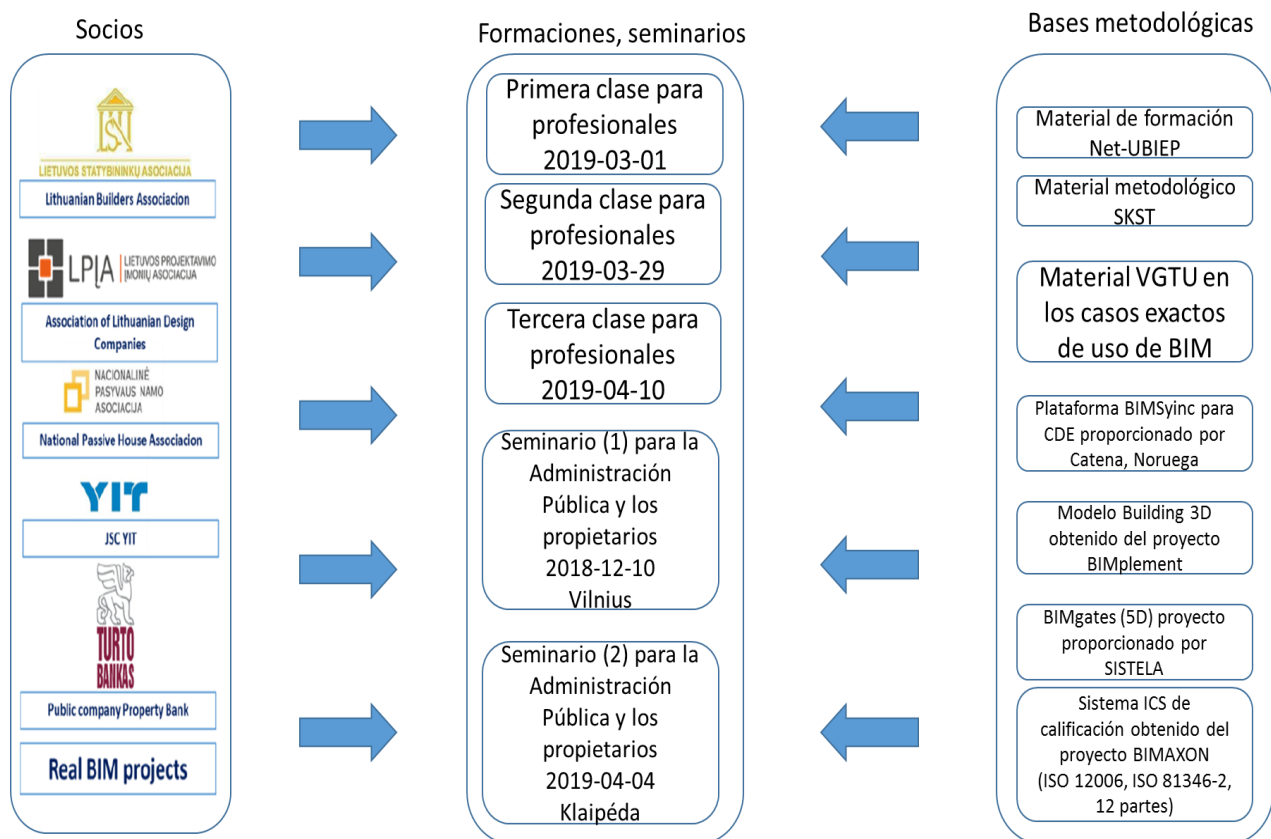 Socios
LIETUVOS STATYBININKŲ ASOCIACIJA
Lithuanian Builders Associacion
LPĮA
LIETUVOS PROJEKTAVIMO
ĮMONIŲ ASOCIACIJA
Association of Lithuanian Design
Companies
NACIONALINĖ
PASYVAUS NAMO
ASOCIACIJA
National Passive House Associacion
YIT
JSC YIT
TURTO
BANKAS
Public company Property Bank
Real BIM projects
Formaciones, seminarios
Primera clase para
profesionales
2019-03-01
Segunda clase para
profesionales
2019-03-29
Tercera clase para
profesionales
2019-04-10
Seminario (1) para la
Administración
Pública y los
propietarios
2018-12-10
Vilnius
Seminario (2) para la
Administración
Pública y los
propietarios
2019-04-04
Klaipéda
Bases metodológicas
Material de formación
Net-UBIEP
Material metodológico
SKST
Material VGTU en
los casos exactos
de uso de BIM
Plataforma BIMSyinc para
CDE proporcionado por
Catena, Noruega
Modelo Building 3D
obtenido del proyecto
BIMplement
BIMgates (5D) proyecto
proporcionado por
SISTELA
Sistema ICS de
calificación obtenido del
proyecto BIMAXON
(ISO 12006, ISO 81346-2,
12 partes)